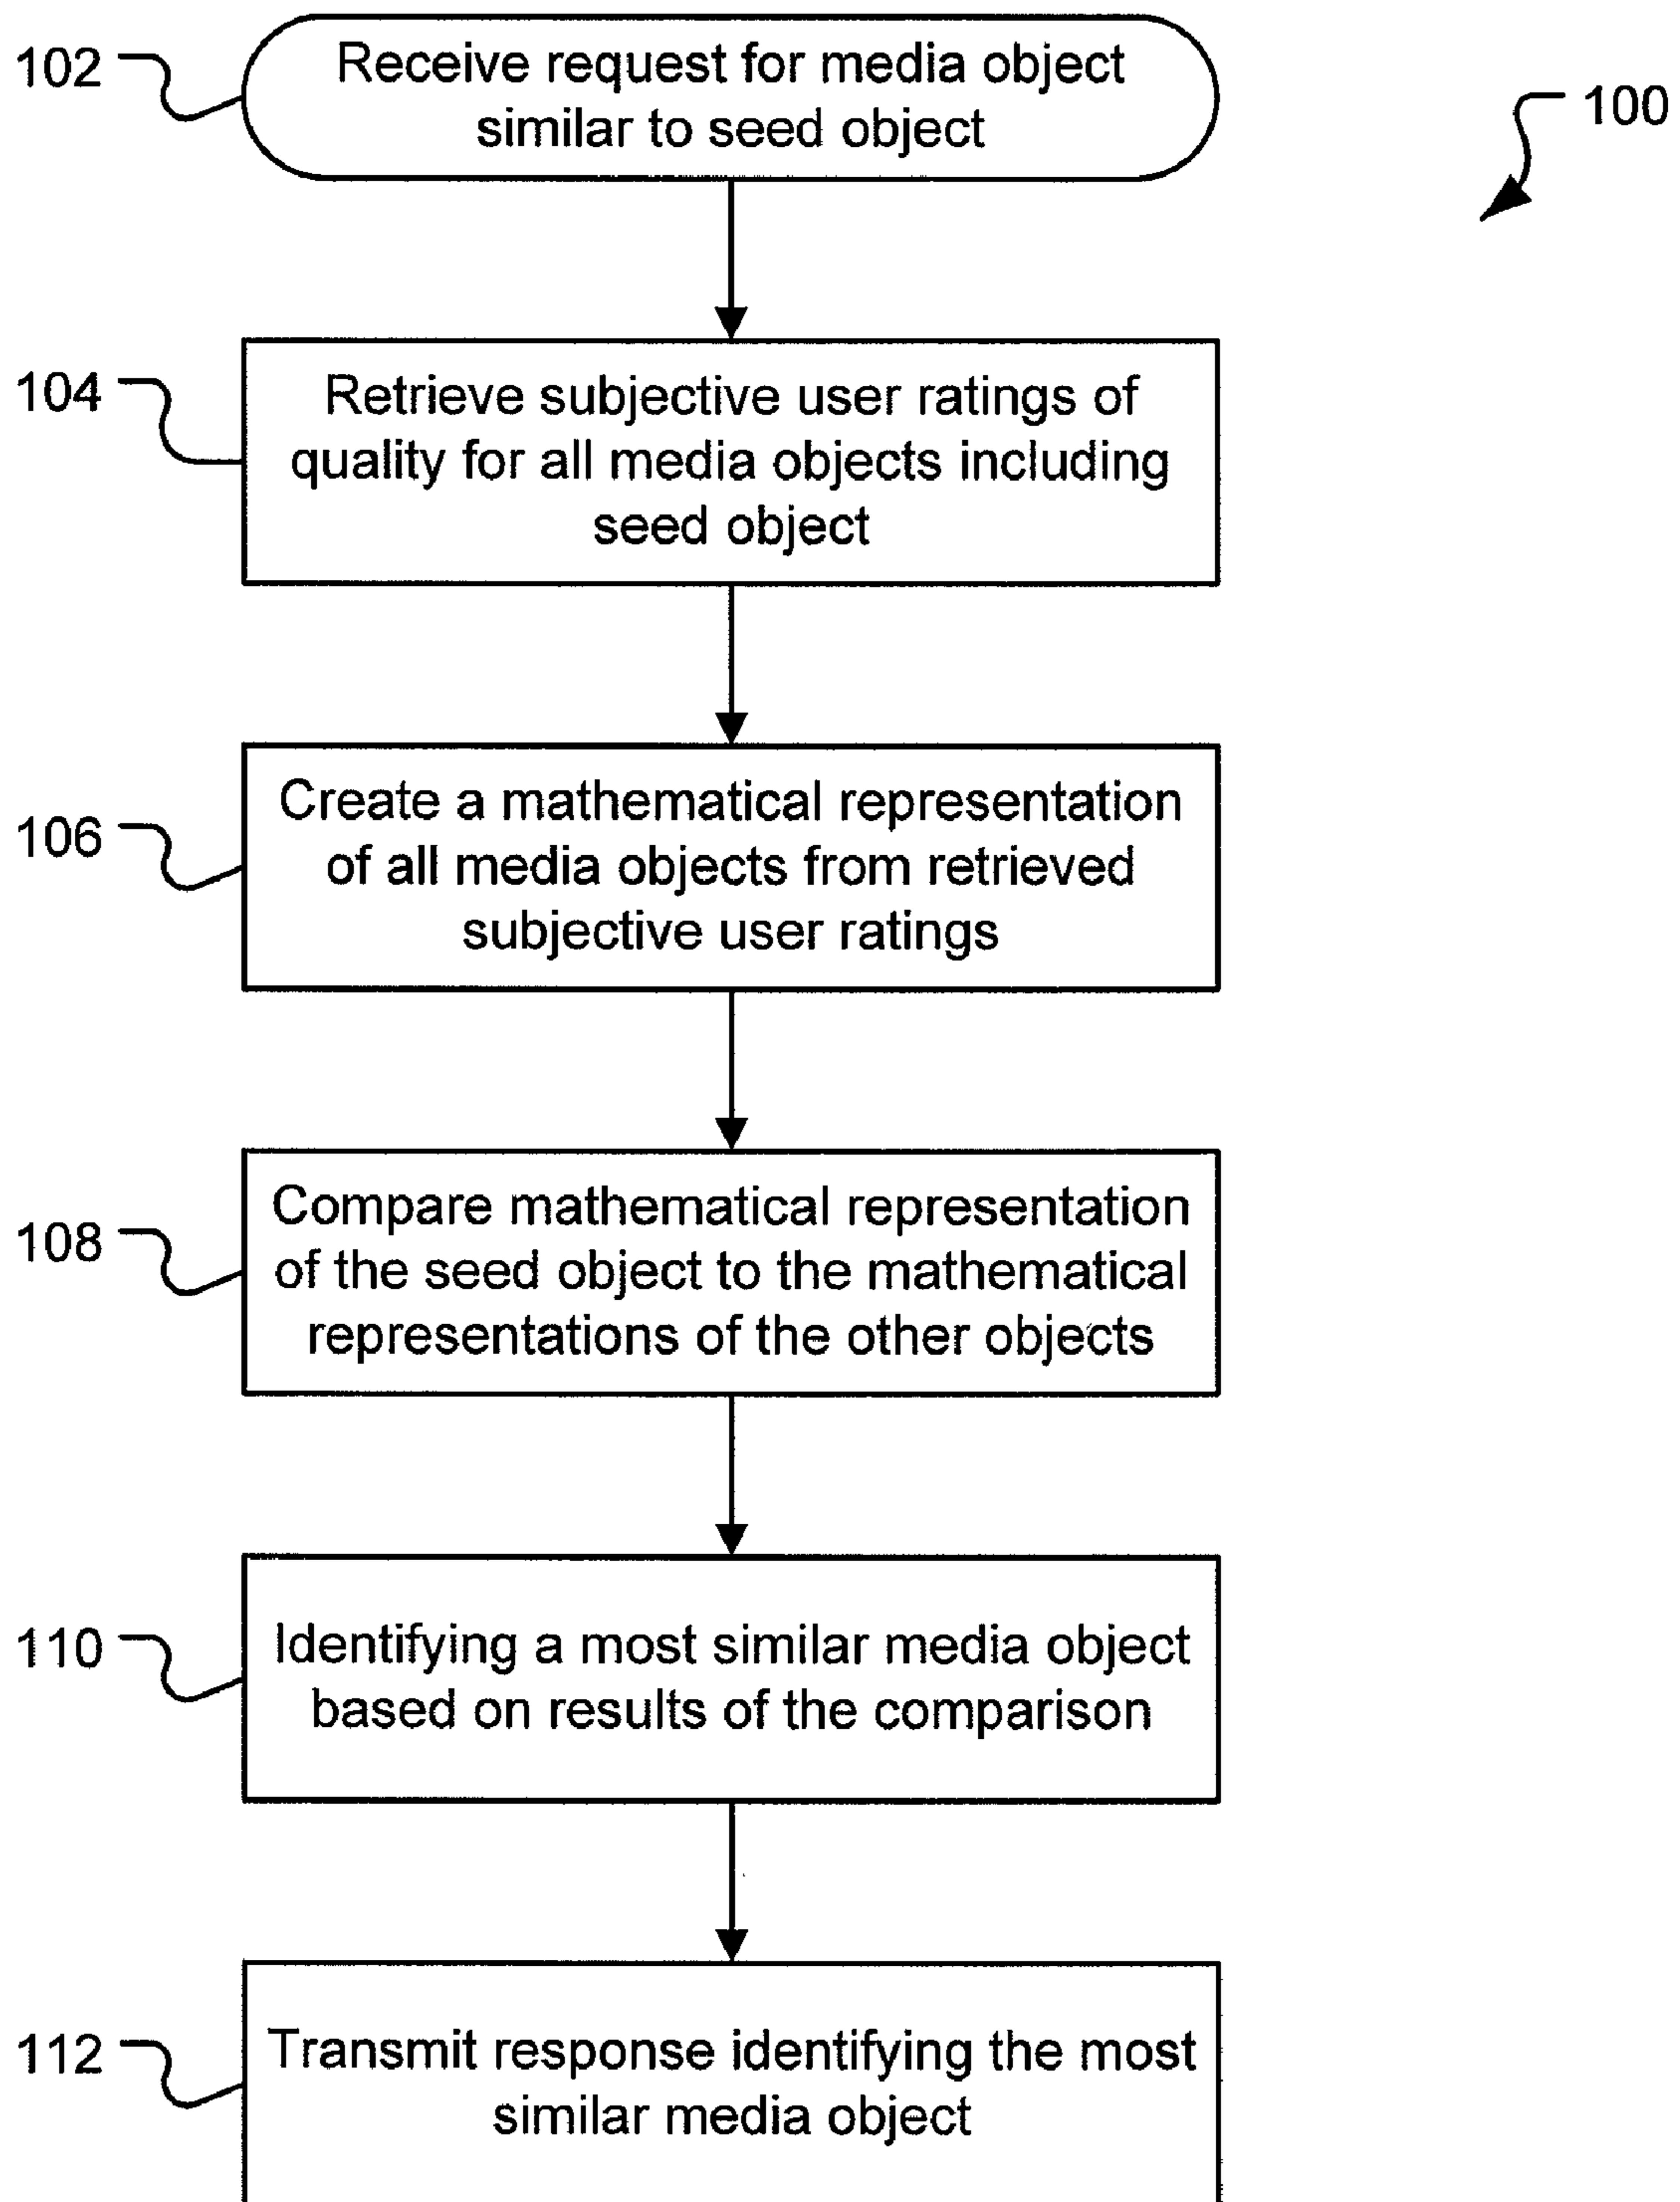 102
Receive request for media object
similar to seed object
100
104
Retrieve subjective user ratings of
quality for all media objects including
seed object
106
Create a mathematical representation
of all media objects from retrieved
subjective user ratings
108
Compare mathematical representation
of the seed object to the mathematical
representations of the other objects
110
Identifying a most similar media object
based on results of the comparison
112
Transmit response identifying the most
similar media object